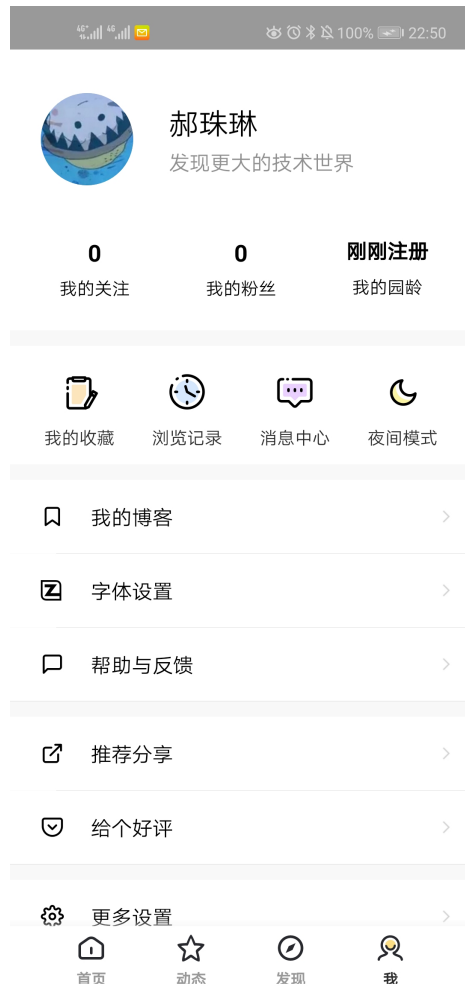 4G+ 4G 100% 22:50
郝珠琳
发现更大的技术世界
0 0 刚刚注册
我的关注 我的粉丝 我的园龄
我的收藏 浏览记录 消息中心 夜间模式
我的博客
字体设置
帮助与反馈
推荐分享
给个好评
更多设置
首页 动态 发现 我